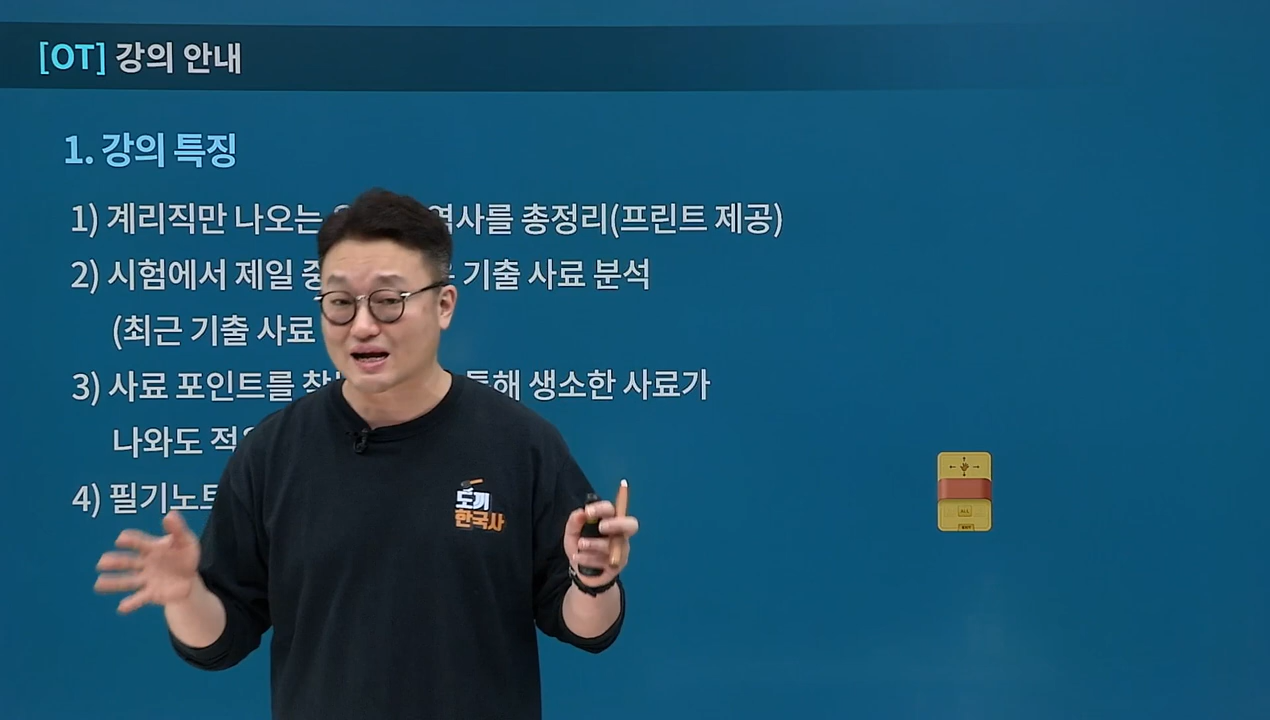 [OT] 강의 안내
1. 강의 특징
1) 계리직만 나오는 역사를 총정리(프린트 제공)
2) 시험에서 제일 기출 사료 분석
(최근 기출 사료
3) 사료 포인트를 통해 생소한 사료가
나와도
4) 필기노트
도끼
한국사
ALL